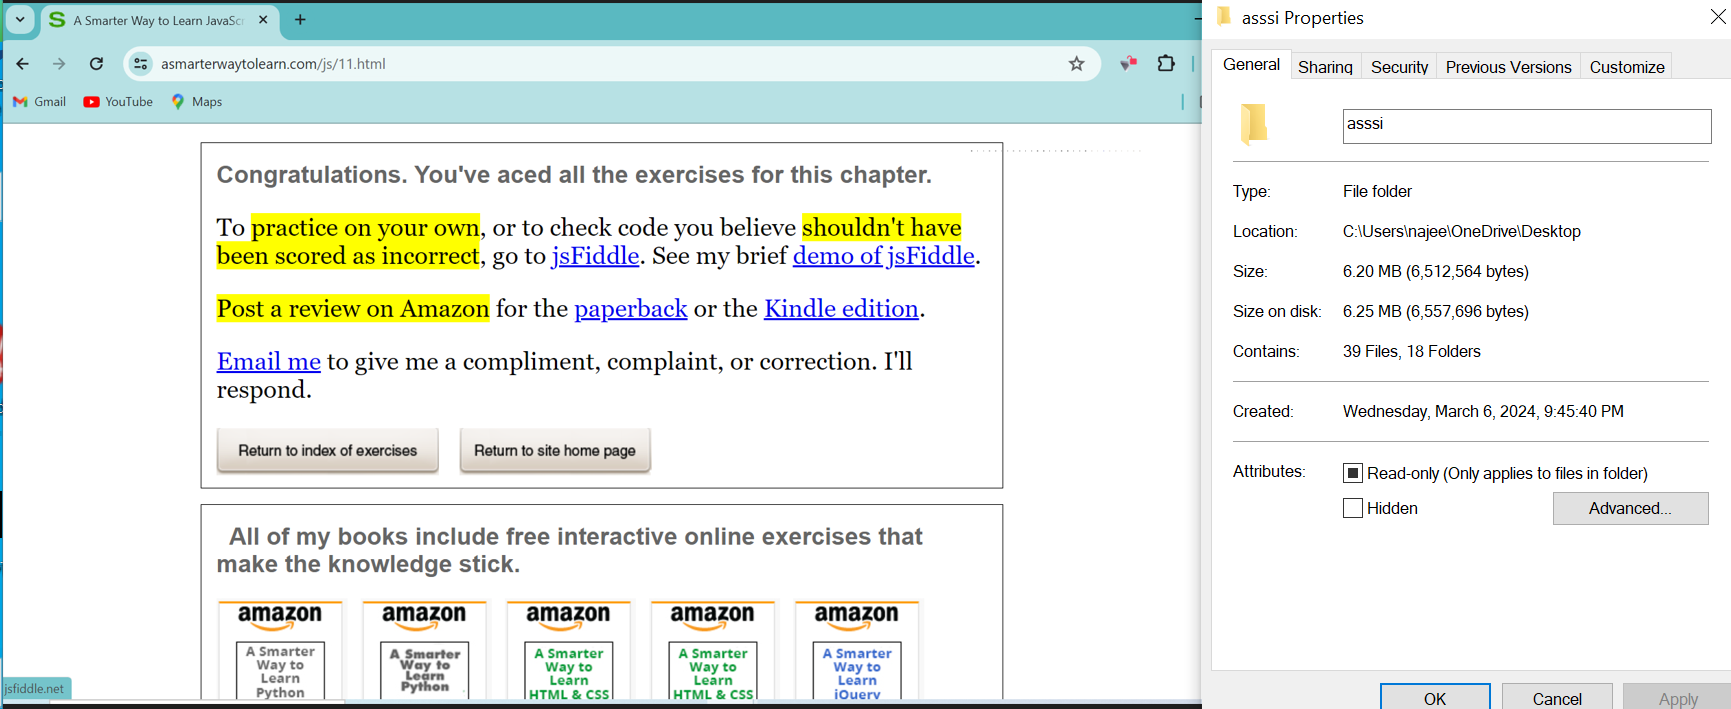 A Smarter Way to Learn JavaScr
asmarterwaytolearn.com/js/11.html
Gmail YouTube Maps
Congratulations. You've aced all the exercises for this chapter.
To practice on your own, or to check code you believe shouldn't have
been scored as incorrect, go to jsFiddle. See my brief demo of jsFiddle.
Post a review on Amazon for the paperback or the Kindle edition.
Email me to give me a compliment, complaint, or correction. I'll
respond.
Return to index of exercises Return to site home page
All of my books include free interactive online exercises that
make the knowledge stick.
amazon amazon amazon amazon amazon
A Smarter A Smarter A Smarter A Smarter A Smarter
Way to Way to Way to Way to Way to
Learn Learn Learn Learn Learn
Python Python HTML & CSS HTML & CSS jQuery
jsfiddle.net
asssi Properties
General Sharing Security Previous Versions Customize
asssi
Type: File folder
Location: C:\Users\najee\OneDrive\Desktop
Size: 6.20 MB (6,512,564 bytes)
Size on disk: 6.25 MB (6,557,696 bytes)
Contains: 39 Files, 18 Folders
Created: Wednesday, March 6, 2024, 9:45:40 PM
Attributes: Read-only (Only applies to files in folder)
Hidden Advanced...
OK Cancel Apply